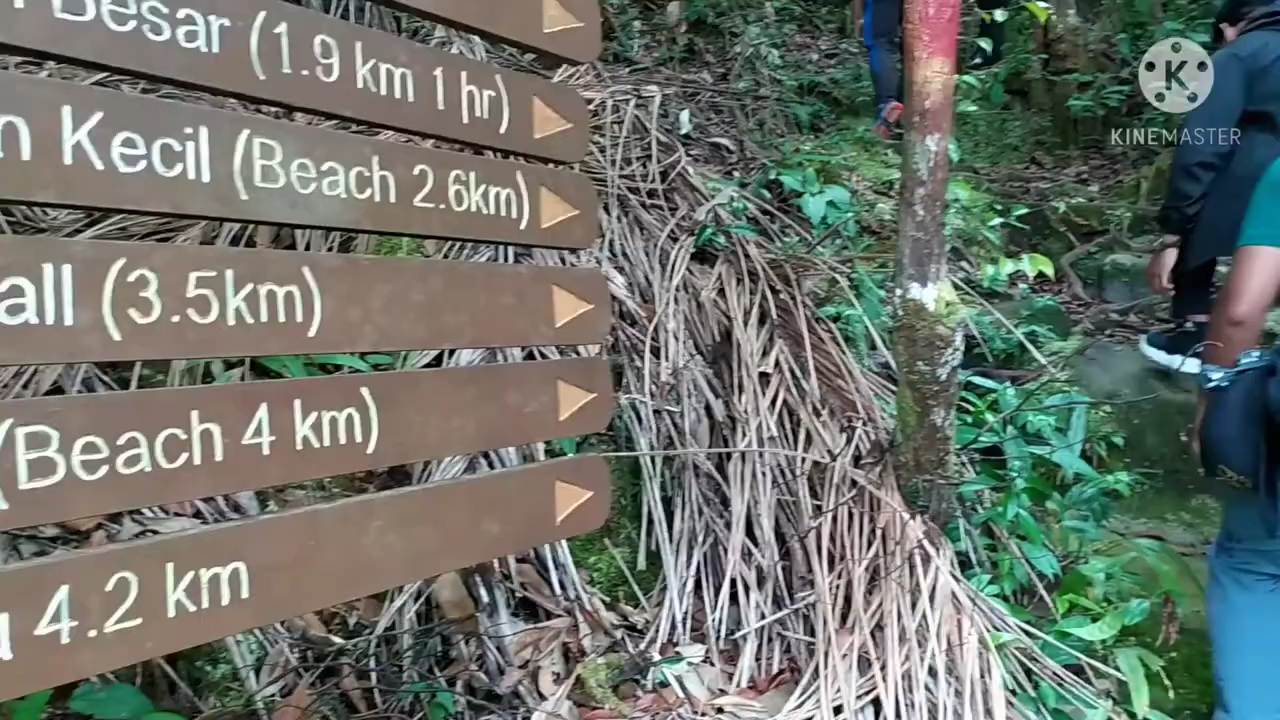 Besar (1.9 km 1 hr)
n Kecil (Beach 2.6km)
all (3.5km)
(Beach 4 km)
4.2 km
K
KINEMASTER